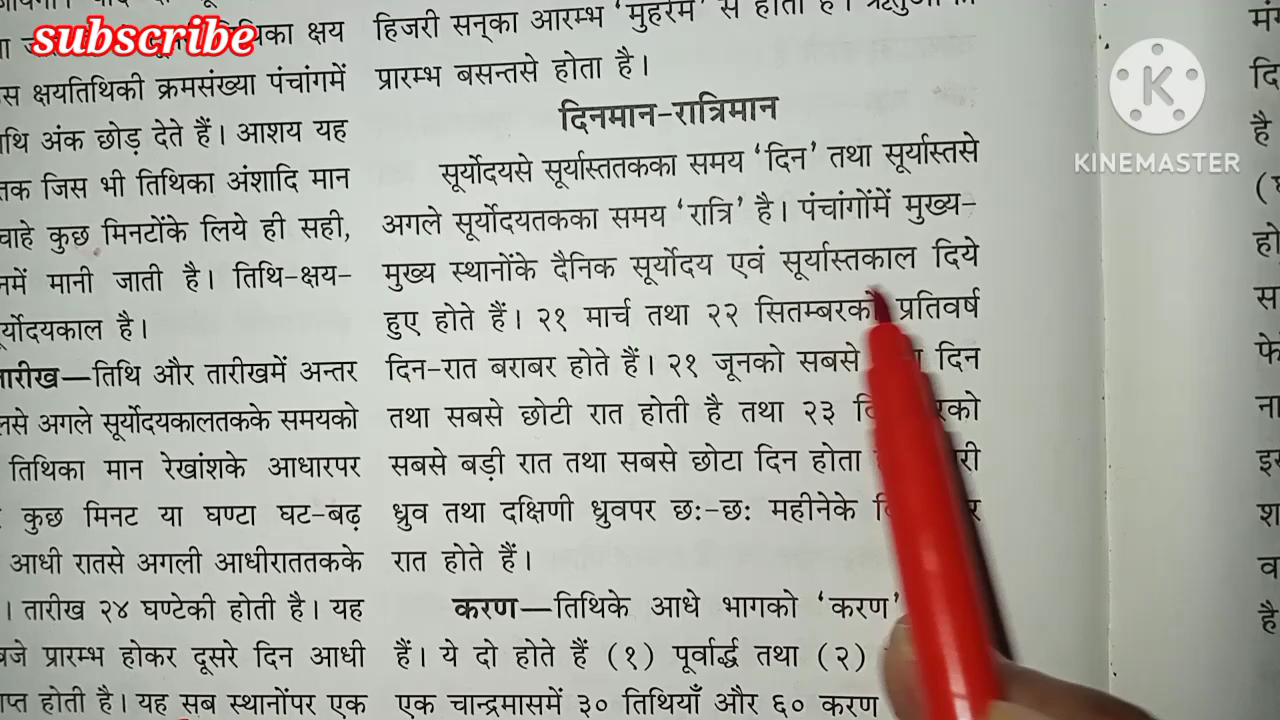 subscribe
का क्षय
क्षयतिथिकी क्रमसंख्या पंचांगमें
अंक छोड़ देते हैं। आशय यह
जिस भी तिथिका अंशादि मान
कुछ मिनटोंके लिये ही सही,
मानी जाती है। तिथि-क्षय-
है।
तिथि और तारीखमें अन्तर
अगले सूर्योदयकालतकके समयको
तिथिका मान रेखांशके आधारपर
कुछ मिनट या घण्टा घट-बढ़
आधी रातसे अगली आधीराततकके
। तारीख २४ घण्टेकी होती है। यह
प्रारम्भ होकर दूसरे दिन आधी
होती है। यह सब स्थानोंपर एक
हिजरी सन्‌का आरम्भ 'मुहर्रम' से होता है।
प्रारम्भ बसन्तसे होता है।
दिनमान-रात्रिमान
सूर्योदयसे सूर्यास्ततकका समय 'दिन' तथा सूर्यास्तसे
अगले सूर्योदयतकका समय 'रात्रि' है। पंचांगोंमें मुख्य-
मुख्य स्थानोंके दैनिक सूर्योदय एवं सूर्यास्तकाल दिये
हुए होते हैं। २१ मार्च तथा २२ सितम्बरको प्रतिवर्ष
दिन-रात बराबर होते हैं। २१ जूनको सबसे दिन
तथा सबसे छोटी रात होती है तथा २३
सबसे बड़ी रात तथा सबसे छोटा दिन होता
ध्रुव तथा दक्षिणी ध्रुवपर छः-छः महीनेके
रात होते हैं।
करण—तिथिके आधे भागको 'करण'
हैं। ये दो होते हैं (१) पूर्वार्द्ध तथा (२)
एक चान्द्रमासमें ३० तिथियाँ और ६० करण
K
KINEMASTER